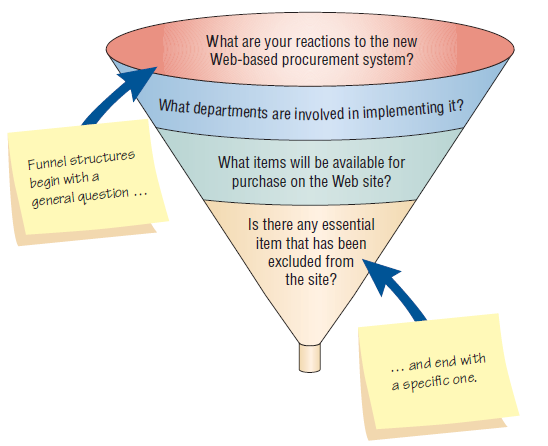 What are your reactions to the new
Web-based procurement system?
What departments are involved in implementing it?
What items will be available for
purchase on the Web site?
Is there any essential
item that has been
excluded from
the site?
Funnel structures
begin with a
general question ...
... and end with
a specific one.